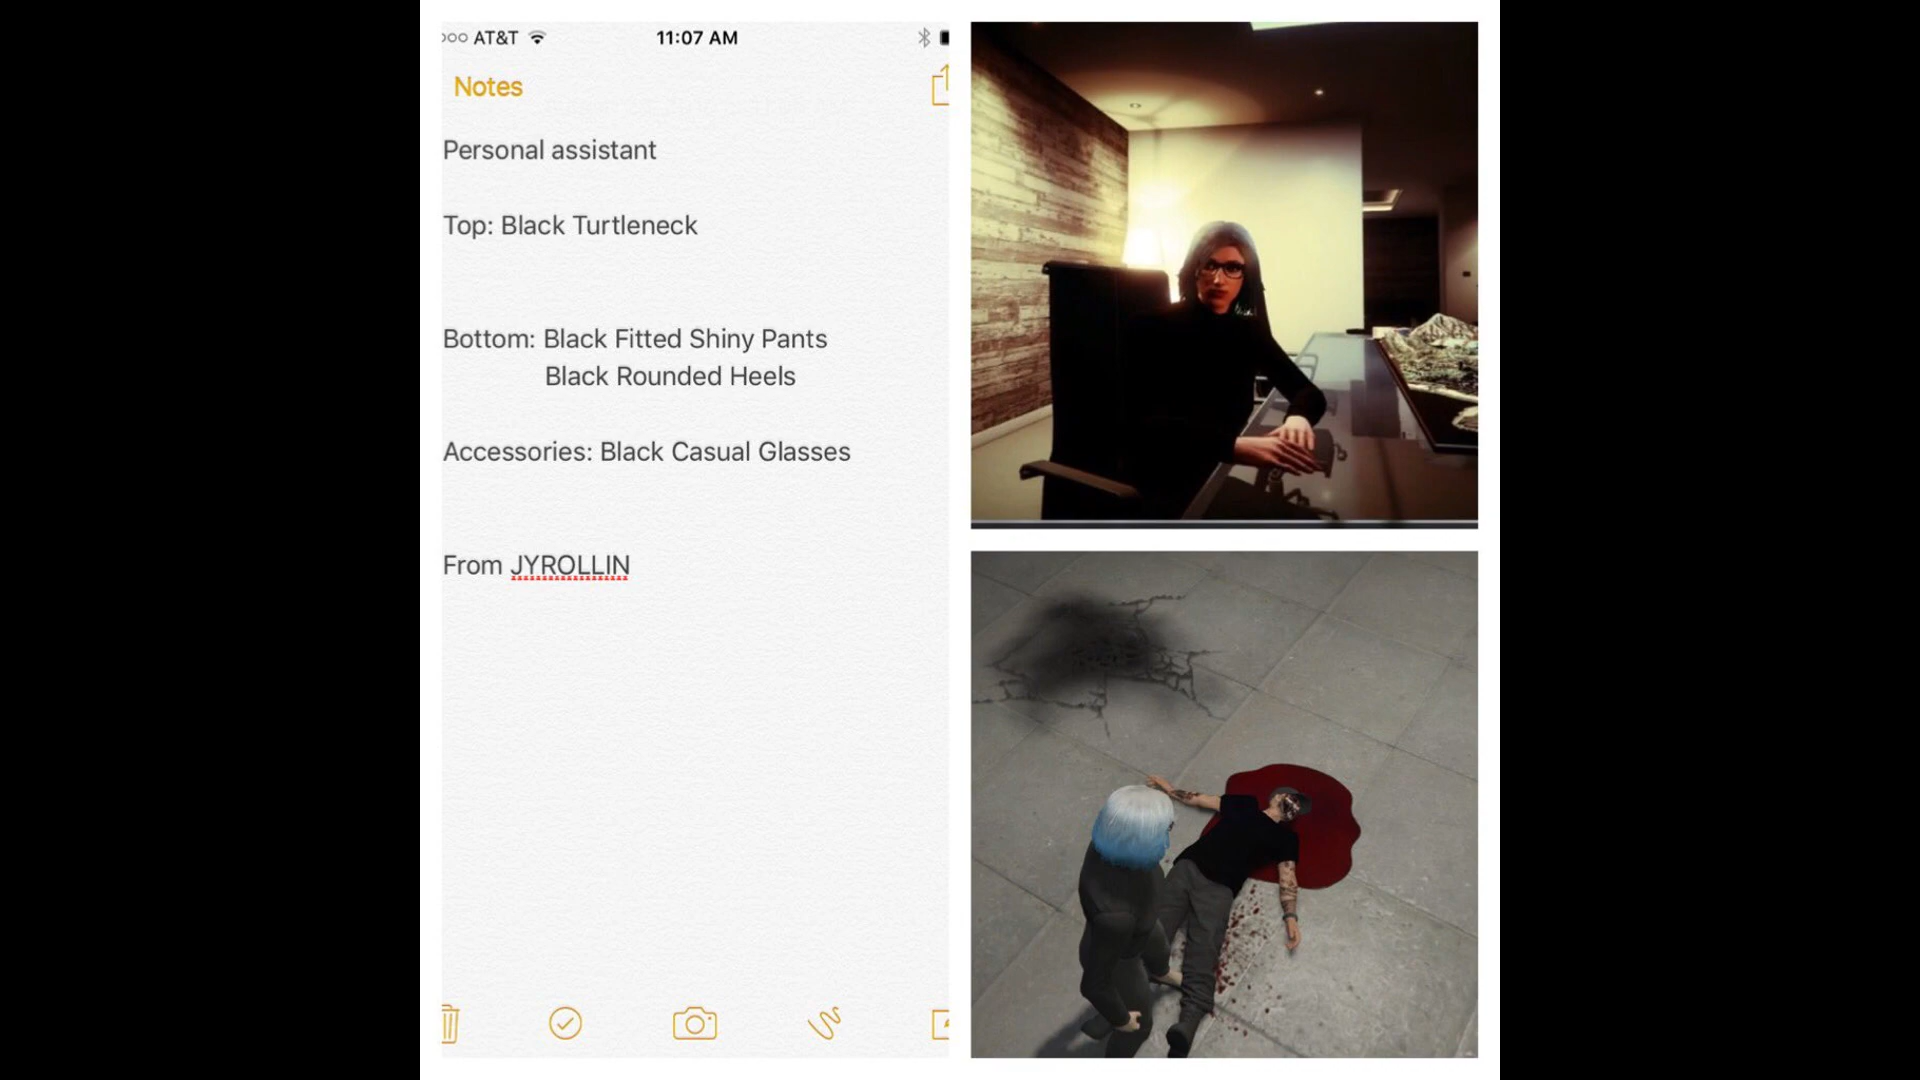 AT&T 11:07 AM
Notes
Personal assistant
Top: Black Turtleneck
Bottom: Black Fitted Shiny Pants
Black Rounded Heels
Accessories: Black Casual Glasses
From JYROLLIN